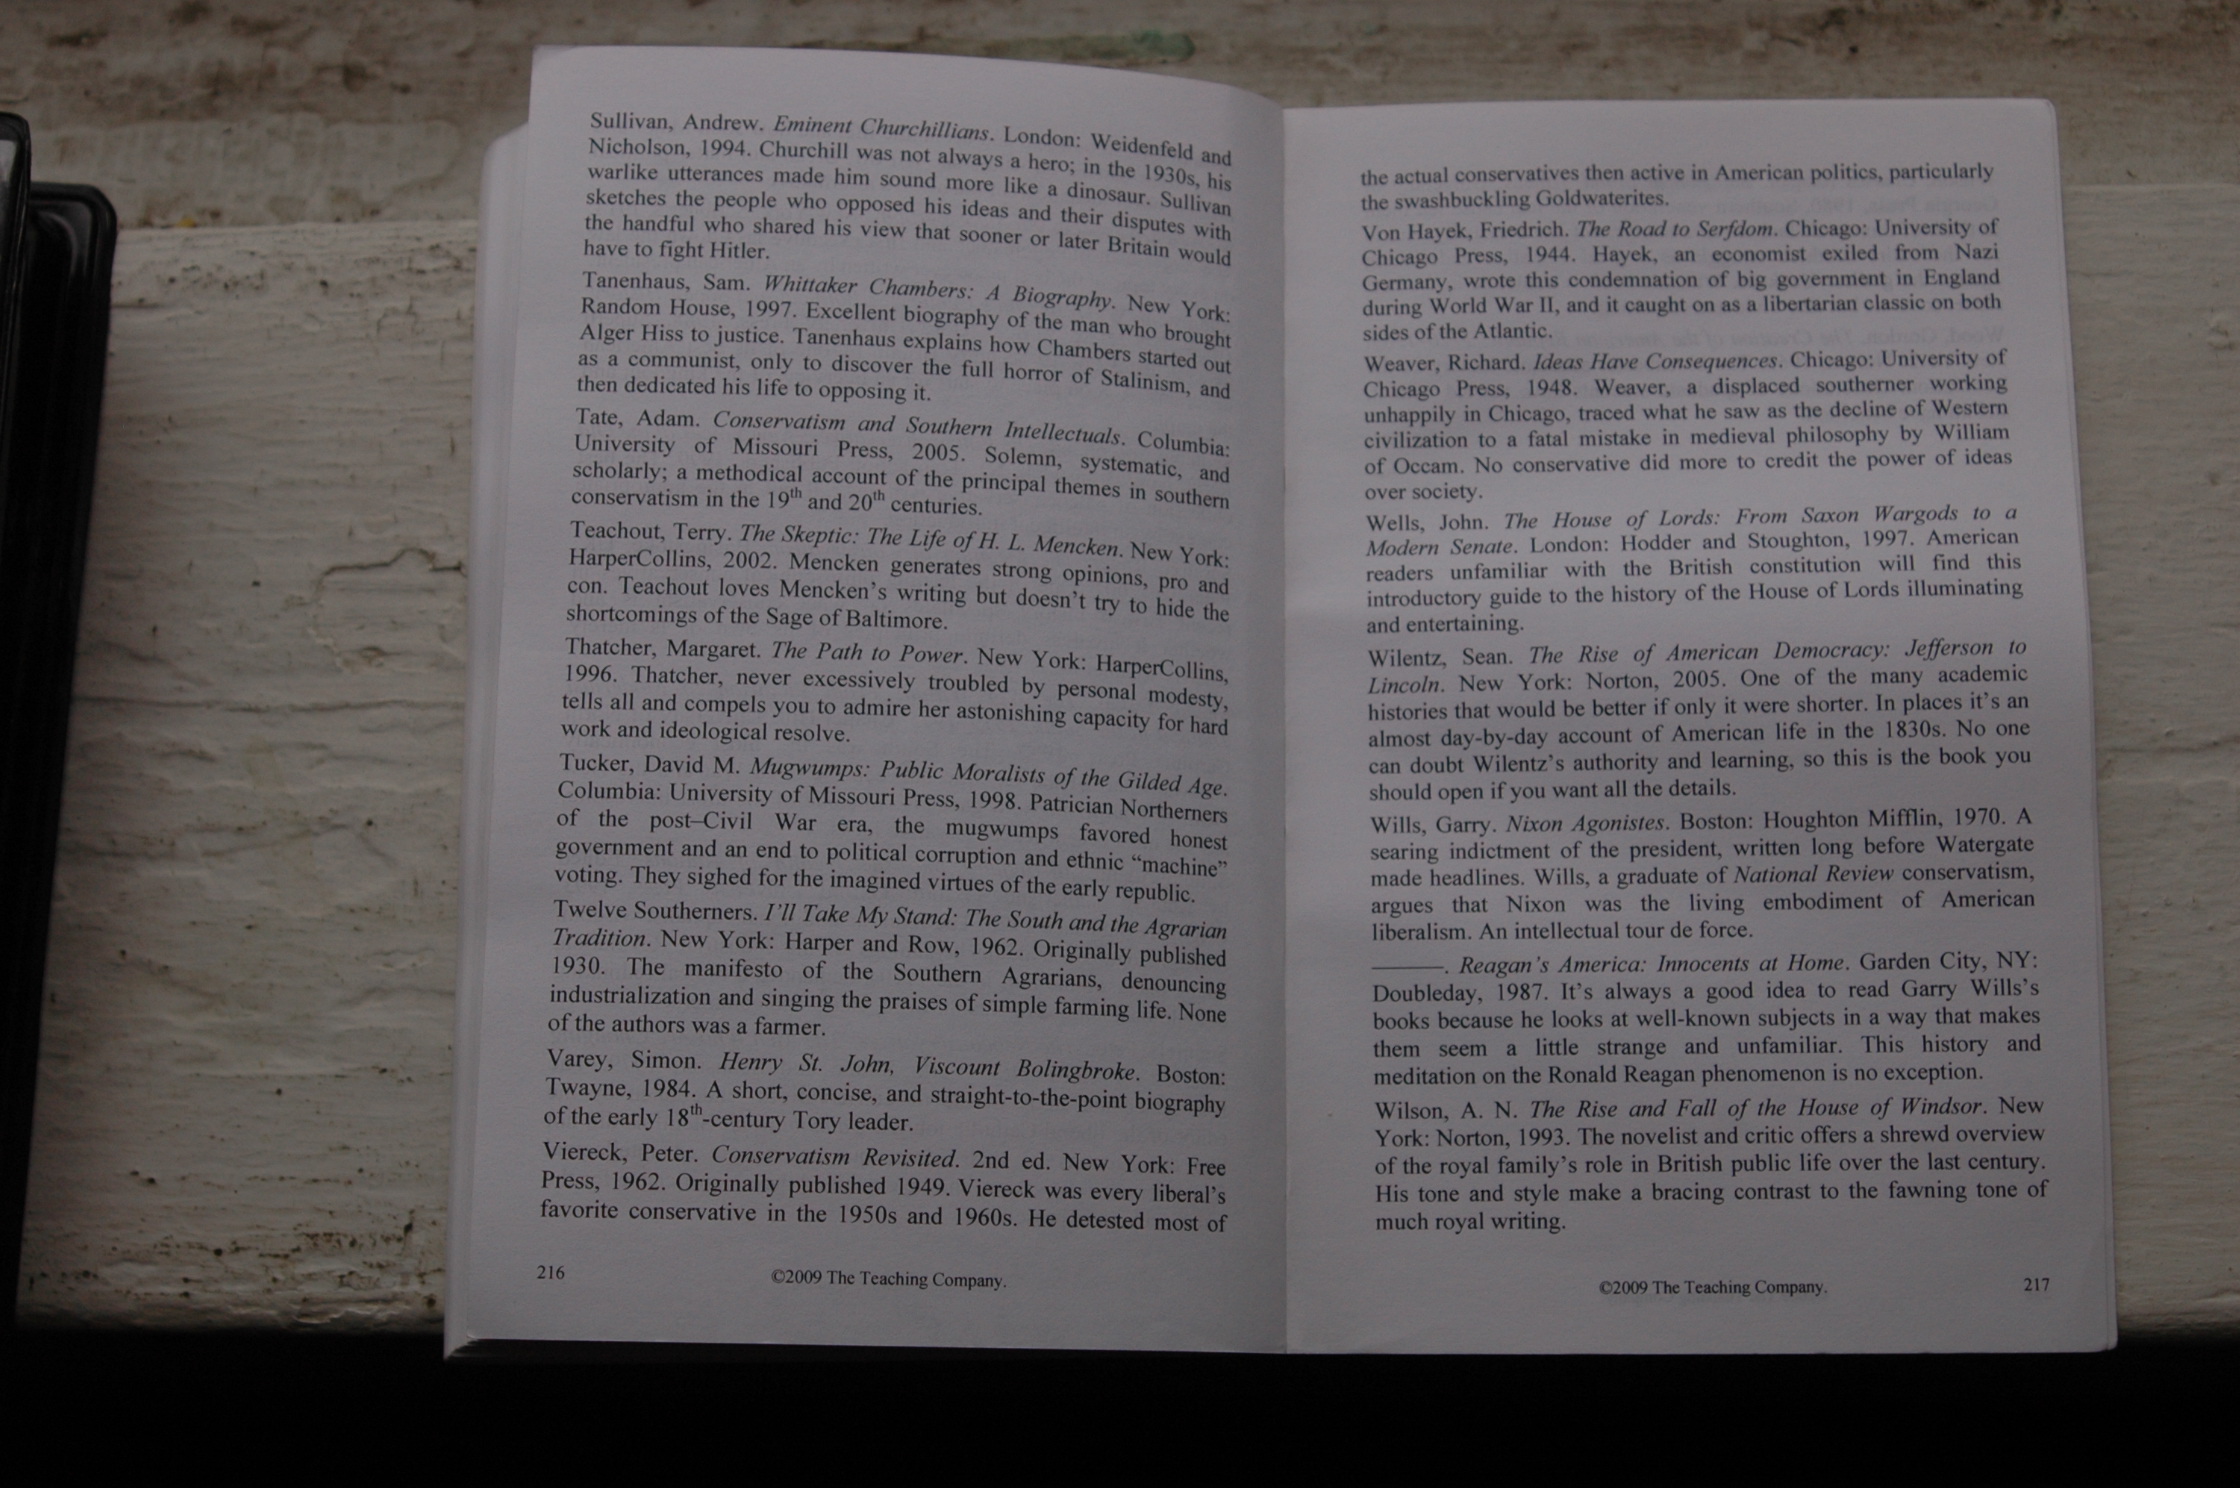 Sullivan, Andrew. Eminent Churchillians. London: Weidenfeld and
Nicholson, 1994. Churchill was not always a hero; in the 1930s, his
warlike utterances made him sound more like a dinosaur. Sullivan
sketches the people who opposed his ideas and their disputes with
the handful who shared his view that sooner or later Britain would
have to fight Hitler.
Tanenhaus, Sam. Whittaker Chambers: A Biography. New York:
Random House, 1997. Excellent biography of the man who brought
Alger Hiss to justice. Tanenhaus explains how Chambers started out
as a communist, only to discover the full horror of Stalinism, and
then dedicated his life to opposing it.
Tate, Adam. Conservatism and Southern Intellectuals. Columbia:
University of Missouri Press, 2005. Solemn, systematic, and
scholarly; a methodical account of the principal themes in southern
conservatism in the 19th and 20th centuries.
Teachout, Terry. The Skeptic: The Life of H. L. Mencken. New York:
HarperCollins, 2002. Mencken generates strong opinions, pro and
con. Teachout loves Mencken's writing but doesn't try to hide the
shortcomings of the Sage of Baltimore.
Thatcher, Margaret. The Path to Power. New York: HarperCollins,
1996. Thatcher, never excessively troubled by personal modesty,
tells all and compels you to admire her astonishing capacity for hard
work and ideological resolve.
Tucker, David M. Mugwumps: Public Moralists of the Gilded Age.
Columbia: University of Missouri Press, 1998. Patrician Northerners
of the post–Civil War era, the mugwumps favored honest
government and an end to political corruption and ethnic “machine”
voting. They sighed for the imagined virtues of the early republic.
Twelve Southerners. I'll Take My Stand: The South and the Agrarian
Tradition. New York: Harper and Row, 1962. Originally published
1930. The manifesto of the Southern Agrarians, denouncing
industrialization and singing the praises of simple farming life. None
of the authors was a farmer.
Varey, Simon. Henry St. John, Viscount Bolingbroke. Boston:
Twayne, 1984. A short, concise, and straight-to-the-point biography
of the early 18th-century Tory leader.
Viereck, Peter. Conservatism Revisited. 2nd ed. New York: Free
Press, 1962. Originally published 1949. Viereck was every liberal's
favorite conservative in the 1950s and 1960s. He detested most of
216
©2009 The Teaching Company.
the actual conservatives then active in American politics, particularly
the swashbuckling Goldwaterites.
Von Hayek, Friedrich. The Road to Serfdom. Chicago: University of
Chicago Press, 1944. Hayek, an economist exiled from Nazi
Germany, wrote this condemnation of big government in England
during World War II, and it caught on as a libertarian classic on both
sides of the Atlantic.
Weaver, Richard. Ideas Have Consequences. Chicago: University of
Chicago Press, 1948. Weaver, a displaced southerner working
unhappily in Chicago, traced what he saw as the decline of Western
civilization to a fatal mistake in medieval philosophy by William
of Occam. No conservative did more to credit the power of ideas
over society.
Wells, John. The House of Lords: From Saxon Wargods to a
Modern Senate. London: Hodder and Stoughton, 1997. American
readers unfamiliar with the British constitution will find this
introductory guide to the history of the House of Lords illuminating
and entertaining.
Wilentz, Sean. The Rise of American Democracy: Jefferson to
Lincoln. New York: Norton, 2005. One of the many academic
histories that would be better if only it were shorter. In places it's an
almost day-by-day account of American life in the 1830s. No one
can doubt Wilentz's authority and learning, so this is the book you
should open if you want all the details.
Wills, Garry. Nixon Agonistes. Boston: Houghton Mifflin, 1970. A
searing indictment of the president, written long before Watergate
made headlines. Wills, a graduate of National Review conservatism,
argues that Nixon was the living embodiment of American
liberalism. An intellectual tour de force.
———. Reagan's America: Innocents at Home. Garden City, NY:
Doubleday, 1987. It's always a good idea to read Garry Wills's
books because he looks at well-known subjects in a way that makes
them seem a little strange and unfamiliar. This history and
meditation on the Ronald Reagan phenomenon is no exception.
Wilson, A. N. The Rise and Fall of the House of Windsor. New
York: Norton, 1993. The novelist and critic offers a shrewd overview
of the royal family's role in British public life over the last century.
His tone and style make a bracing contrast to the fawning tone of
much royal writing.
©2009 The Teaching Company.
217